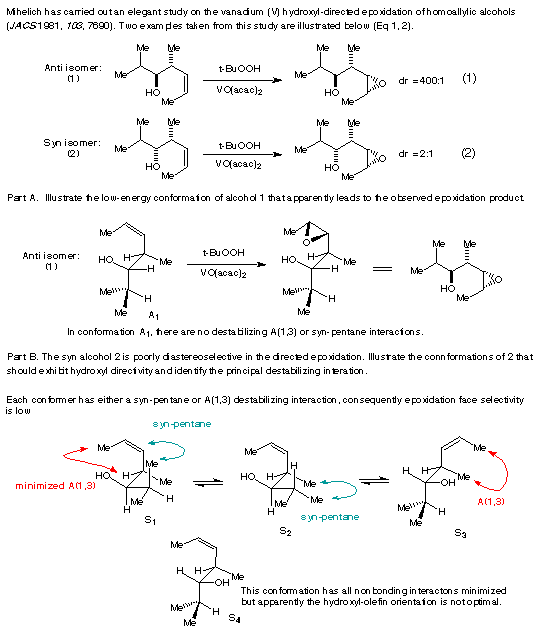 Mihelich has carried out an elegant study on the vanadium (V) hydroxyl-directed epoxidation of homoallylic alcohols
(JACS 1981, 103, 7690). Two examples taken from this study are illustrated below (Eq 1, 2).
Me Me Me Me
Anti isomer:
(1)
Me HO Me
t-BuOOH
VO(acac)2
Me HO Me O
dr = 400:1 (1)
Me Me Me Me
Syn isomer:
(2)
Me HO Me
t-BuOOH
VO(acac)2
Me HO Me O
dr = 2:1 (2)
Part A. Illustrate the low-energy conformation of alcohol 1 that apparently leads to the observed epoxidation product.
Me Me O
Anti isomer:
(1)
HO H H Me
Me H
Me A1
t-BuOOH
VO(acac)2
HO H H Me
Me H
Me
Me Me
Me HO Me O
In conformation A1, there are no destabilizing A(1,3) or syn-pentane interactions.
Part B. The syn alcohol 2 is poorly diastereoselective in the directed epoxidation. Illustrate the connformations of 2 that
should exhibit hydroxyl directivity and identify the principal destabilizing interation.
Each conformer has either a syn-pentane or A(1,3) destabilizing interaction, consequently epoxidation face selectivity
is low
syn-pentane
Me Me H Me
HO
minimized A(1,3)
H Me H
S1
Me
HO H H Me
Me
H Me
syn-pentane
S2
Me
H H Me
OH
Me H
Me
A(1,3)
S3
Me
H H Me
OH
Me H
Me S4
This conformation has all nonbonding interactons minimized
but apparently the hydroxyl-olefin orientation is not optimal.